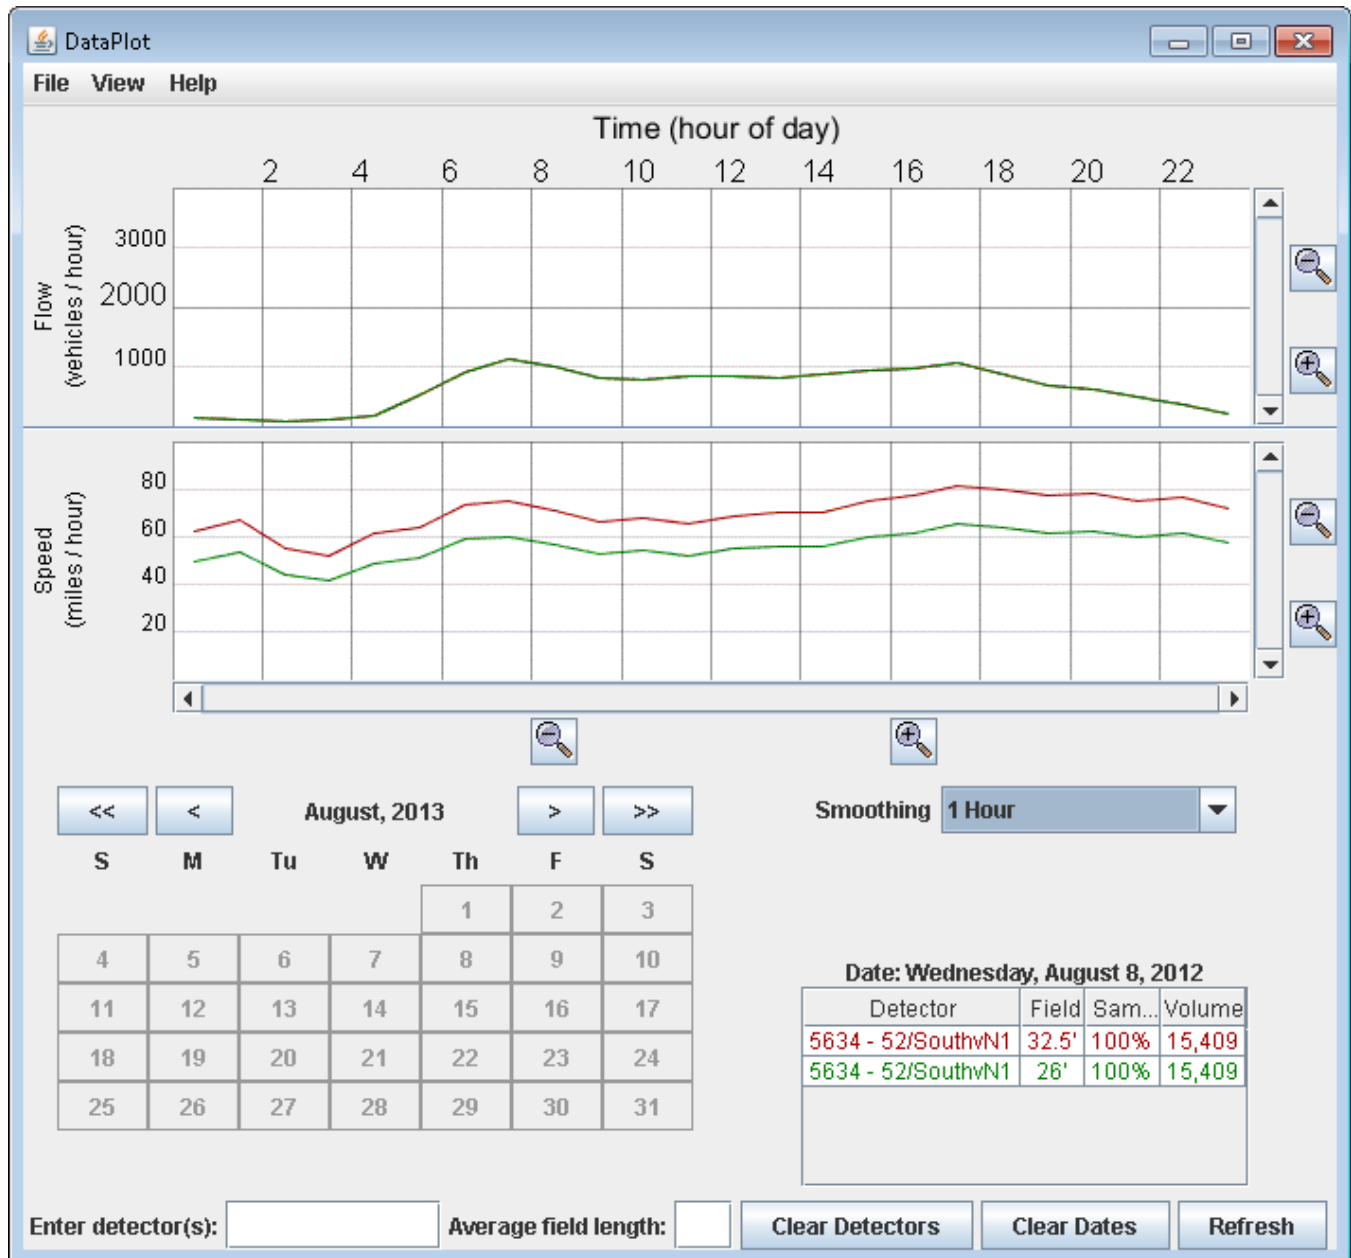 DataPlot
File View Help
Time (hour of day)
2 4 6 8 10 12 14 16 18 20 22
Flow
(vehicles / hour)
3000
2000
1000
Speed
(miles / hour)
80
60
40
20
<< < August, 2013 > >>
Smoothing 1 Hour
S M Tu W Th F S
1 2 3
4 5 6 7 8 9 10
11 12 13 14 15 16 17
18 19 20 21 22 23 24
25 26 27 28 29 30 31
Date: Wednesday, August 8, 2012
Detector Field Sam... Volume
5634 - 52/SouthvN1 32.5' 100% 15,409
5634 - 52/SouthvN1 26' 100% 15,409
Enter detector(s): Average field length: Clear Detectors Clear Dates Refresh